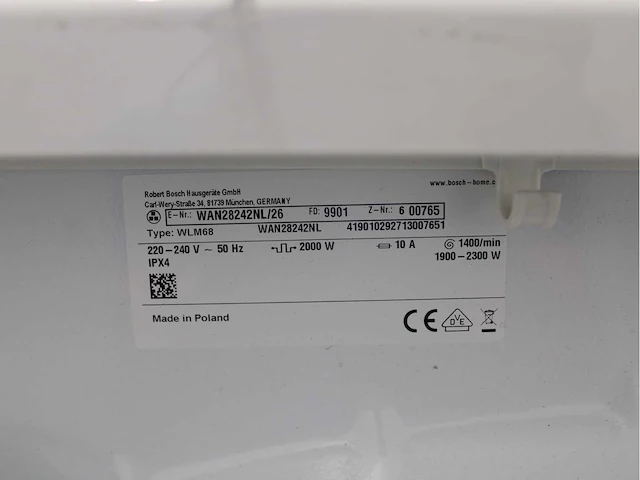 Robert Bosch Hausgeräte GmbH
Carl-Wery-Straße 34, 81739 München, GERMANY
www.bosch-home.c
E-Nr.: WAN28242NL/26 FD: 9901 Z-Nr.: 6 00765
Type: WLM68 WAN28242NL 419010292713007651
220-240 V ~ 50 Hz 2000 W 10 A 1400/min
IPX4 1900-2300 W
Made in Poland
CE DVE